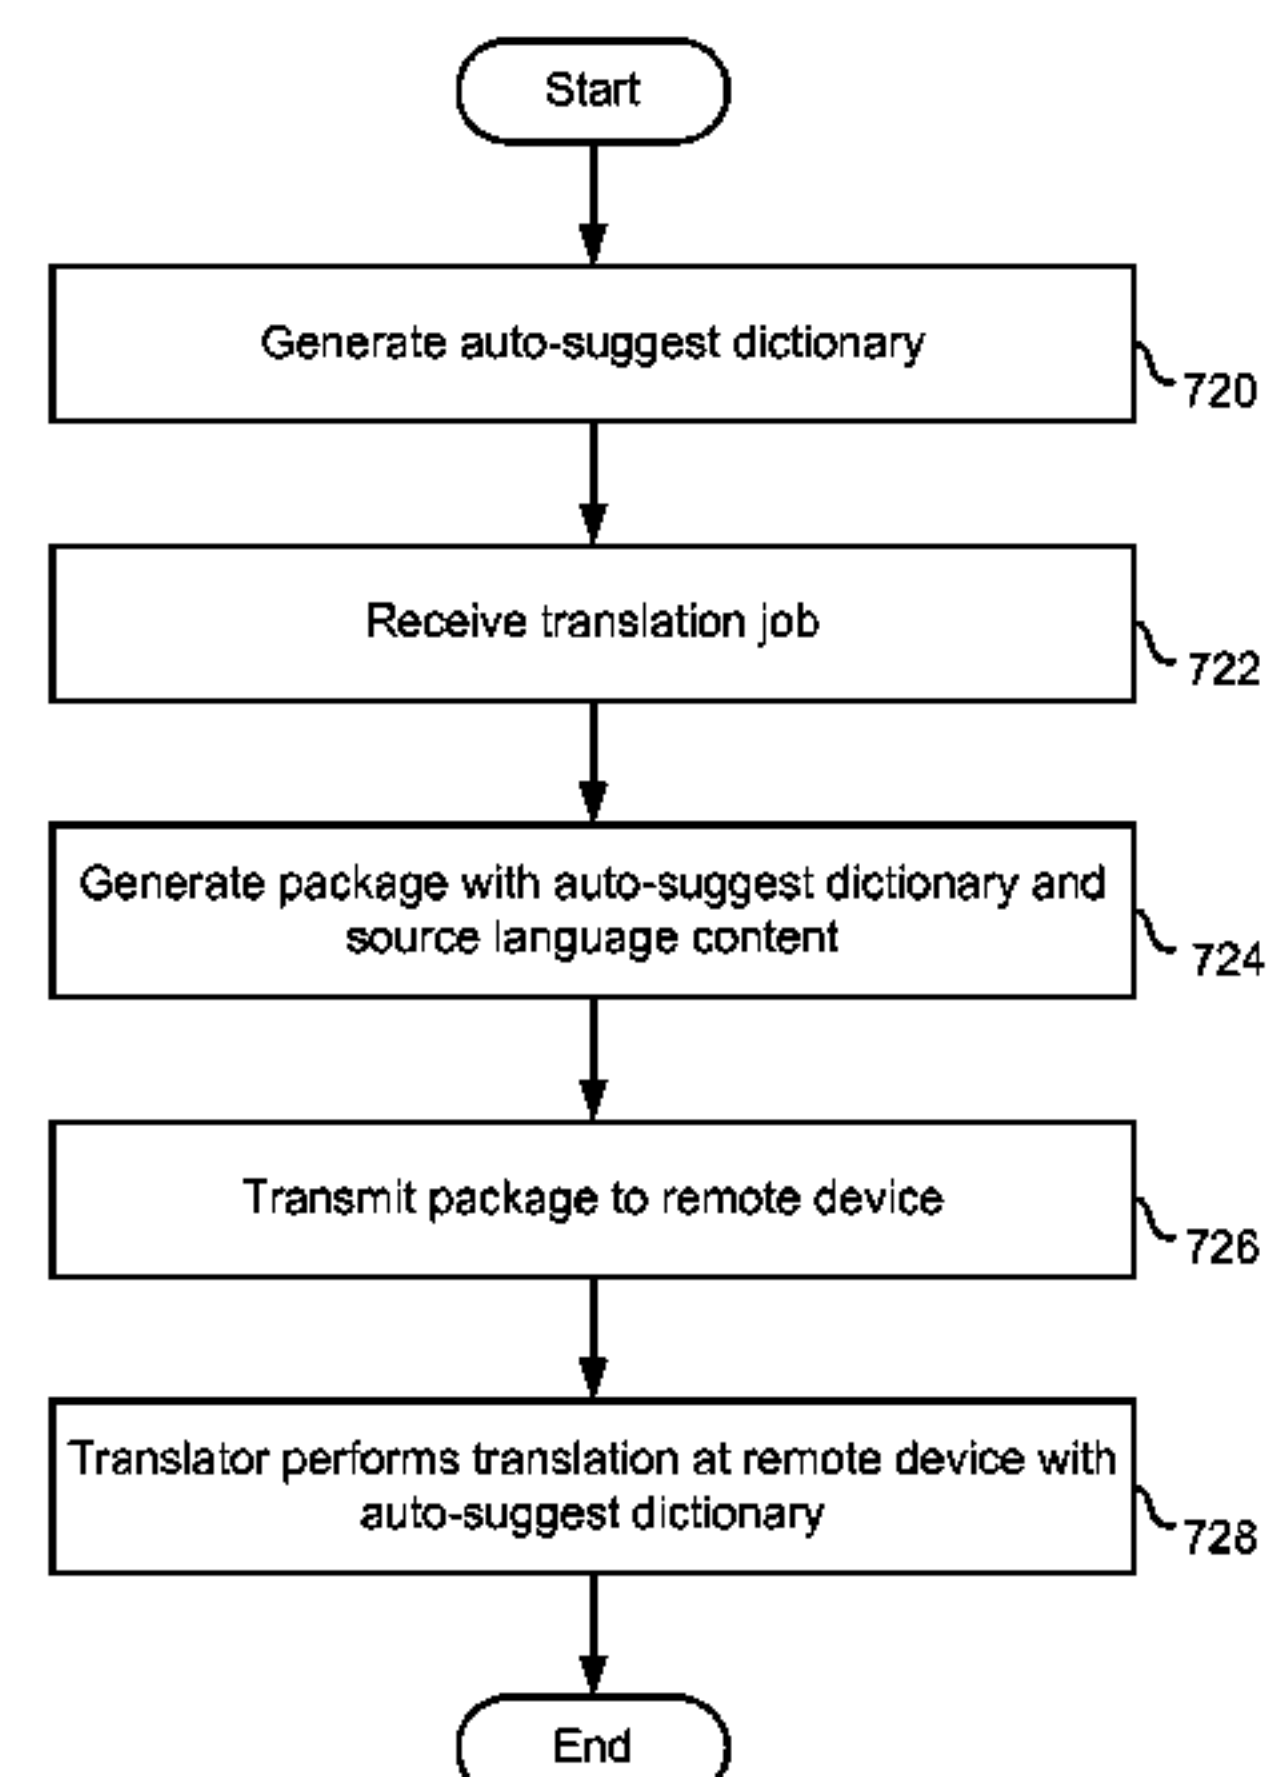 Start
Generate auto-suggest dictionary
720
Receive translation job
722
Generate package with auto-suggest dictionary and
source language content
724
Transmit package to remote device
726
Translator performs translation at remote device with
auto-suggest dictionary
728
End